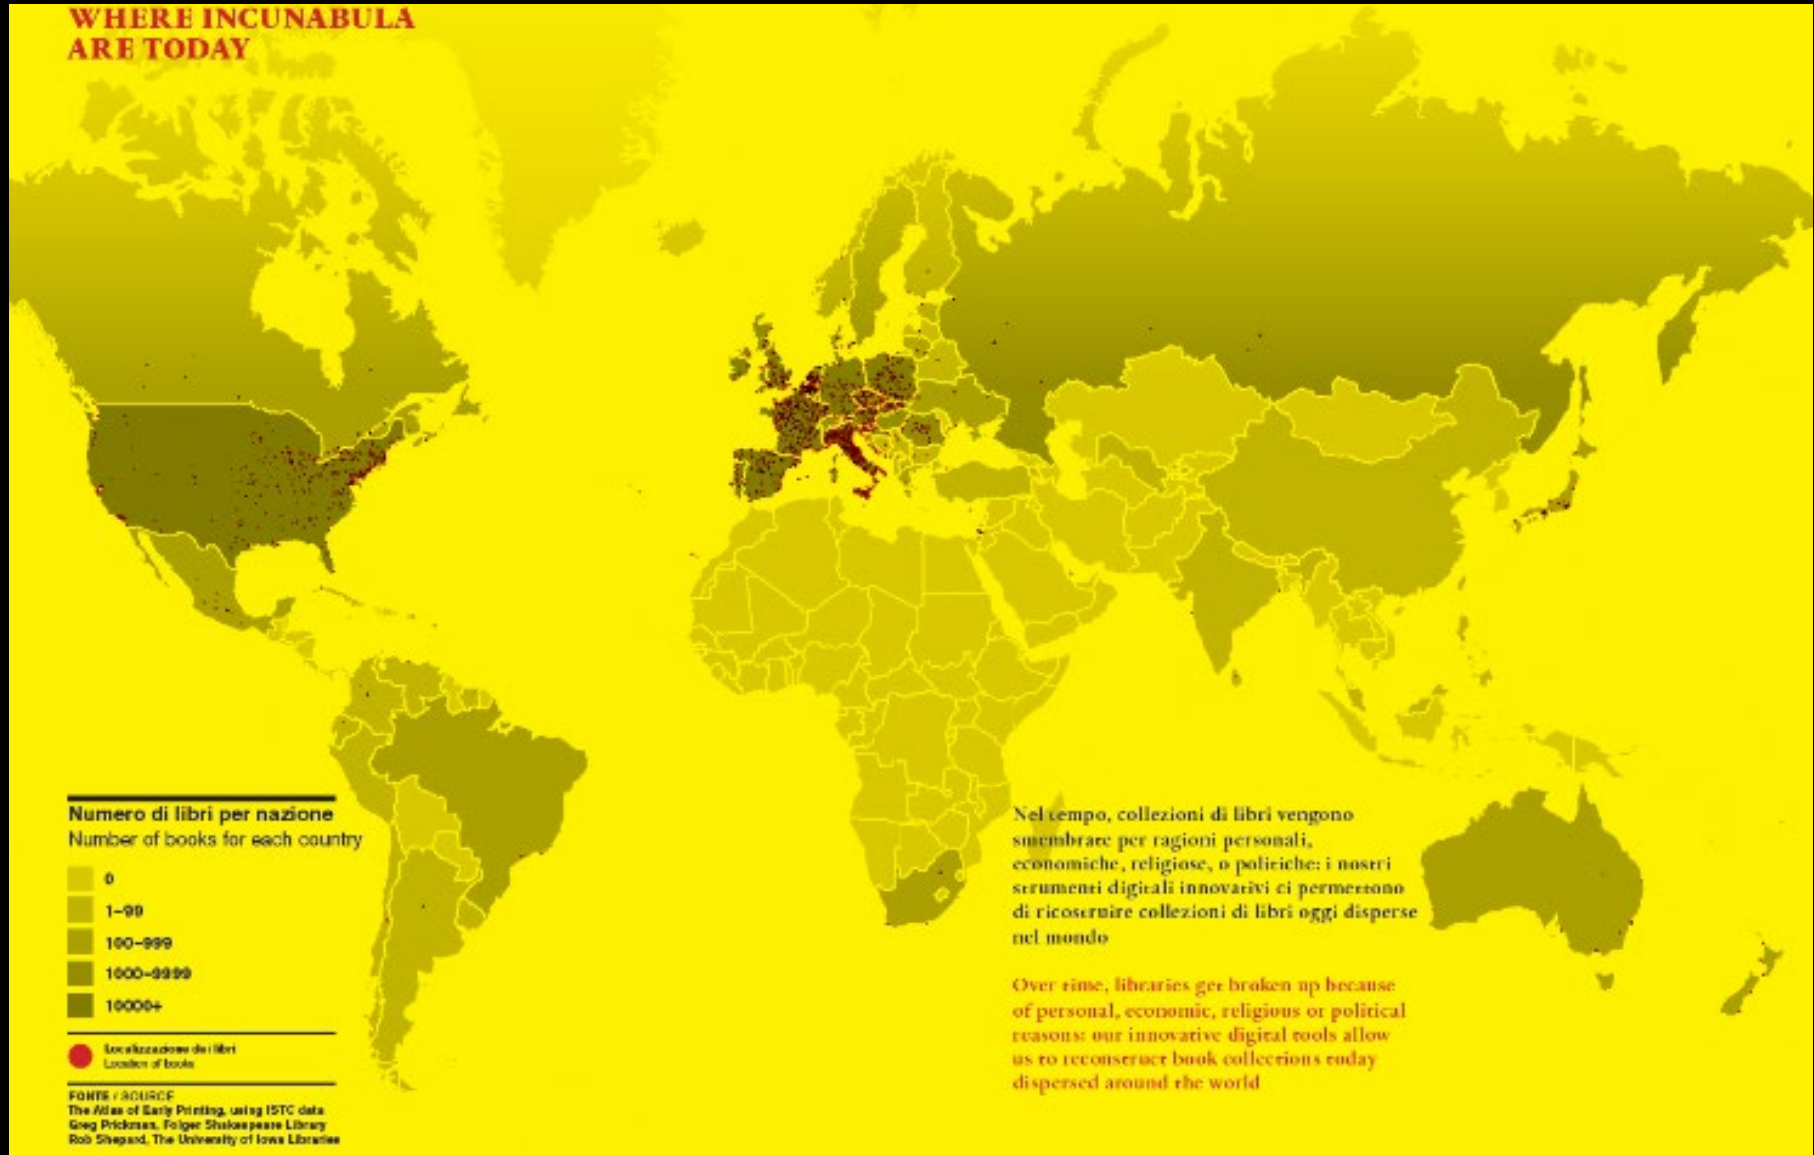 WHERE INCUNABULA
ARE TODAY
Numero di libri per nazione
Number of books for each country
0
1–99
100–999
1000–9999
10000+
Localizzazione dei libri
Location of books
FONTE / SOURCE
The Atlas of Early Printing, using ISTC data
Greg Prickman, Folger Shakespeare Library
Rob Shepard, The University of Iowa Libraries
Nel tempo, collezioni di libri vengono
smembrate per ragioni personali,
economiche, religiose, o politiche: i nostri
strumenti digitali innovativi ci permettono
di ricostruire collezioni di libri oggi disperse
nel mondo
Over time, libraries get broken up because
of personal, economic, religious or political
reasons: our innovative digital tools allow
us to reconstruct book collections today
dispersed around the world